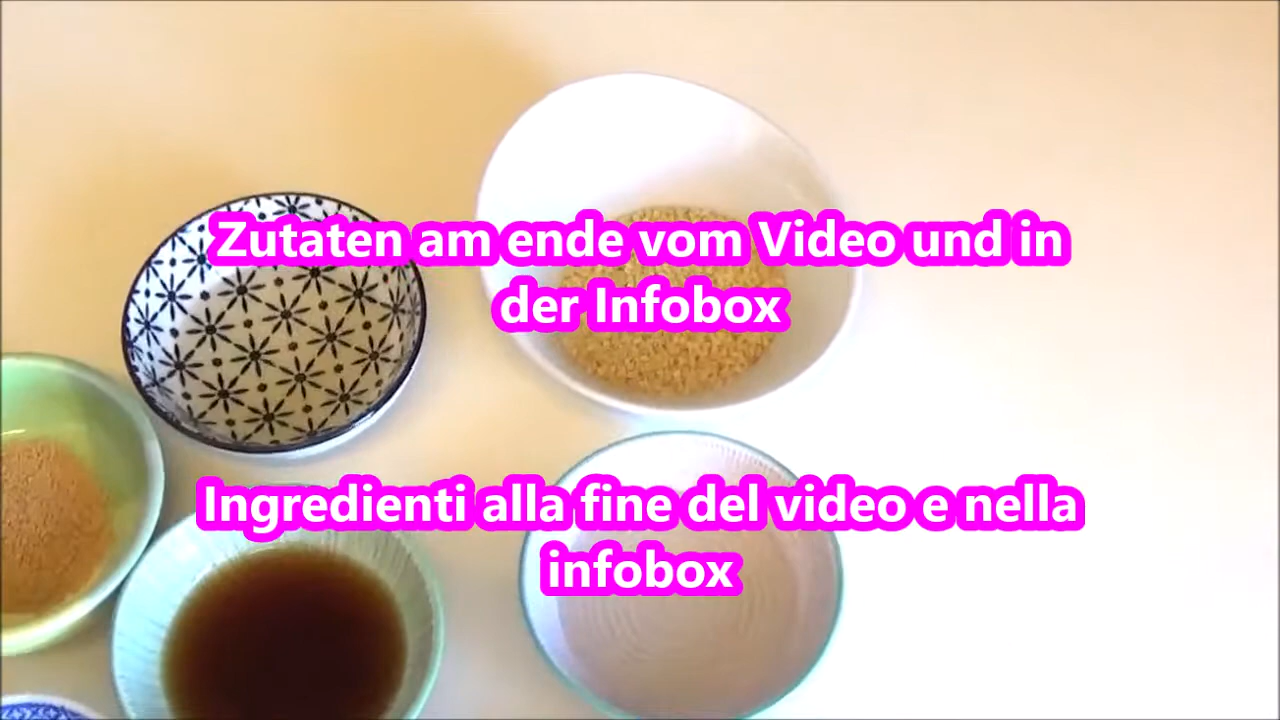 Zutaten am ende vom Video und in
der Infobox
Ingredienti alla fine del video e nella
infobox